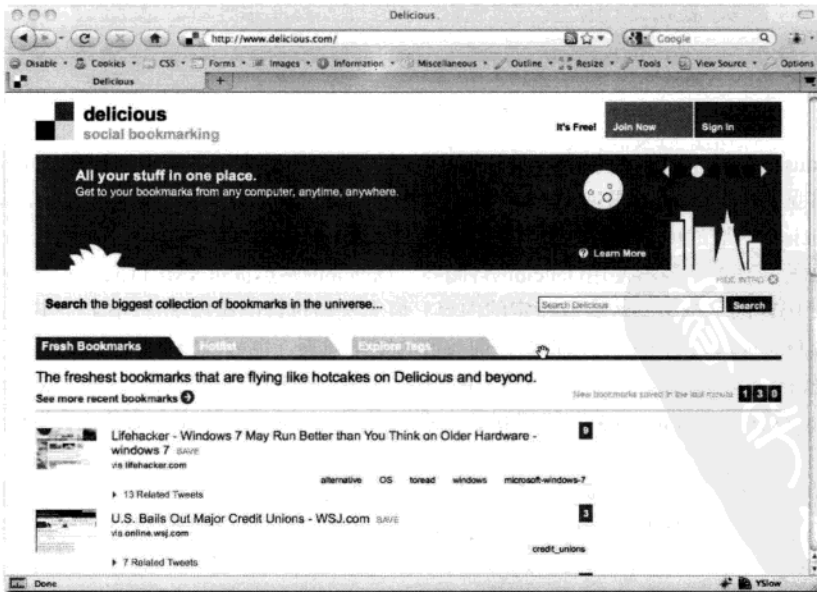 Delicious
http://www.delicious.com/
Google
Disable Cookies CSS Forms Images Information Miscellaneous Outline Resize Tools View Source Options
Delicious
delicious
social bookmarking
It's Free! Join Now Sign In
All your stuff in one place.
Get to your bookmarks from any computer, anytime, anywhere.
Learn More
HIDE INTRO
Search the biggest collection of bookmarks in the universe...
Search Delicious Search
Fresh Bookmarks Hotlist Explore Tags
The freshest bookmarks that are flying like hotcakes on Delicious and beyond.
See more recent bookmarks
New bookmarks saved in the last minute 1 3 0
Lifehacker - Windows 7 May Run Better than You Think on Older Hardware -
windows 7 SAVE
9
via lifehacker.com
alternative OS toread windows microsoft-windows-7
13 Related Tweets
U.S. Bails Out Major Credit Unions - WSJ.com SAVE
3
via online.wsj.com
credit_unions
7 Related Tweets
Done
YSlow